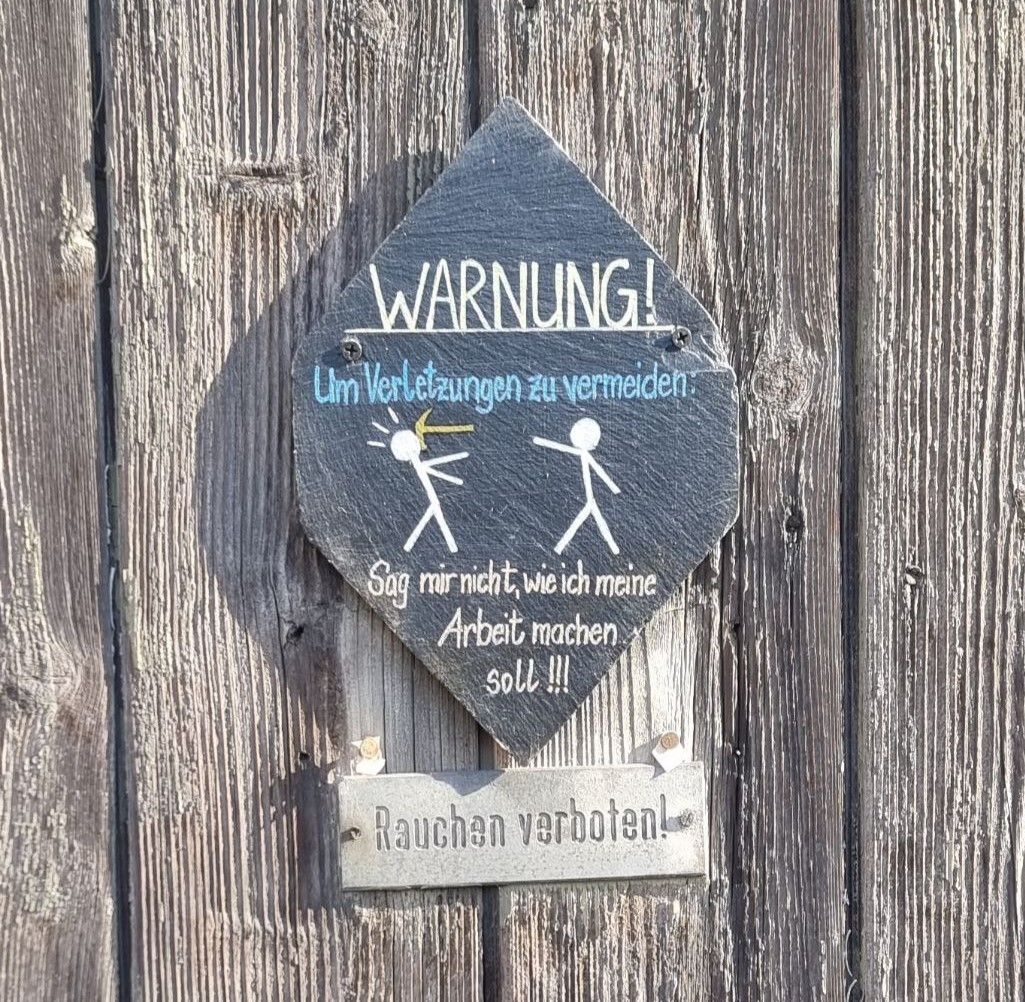 WARNUNG!
Um Verletzungen zu vermeiden:
Sag mir nicht, wie ich meine
Arbeit machen
soll !!!
Rauchen verboten!